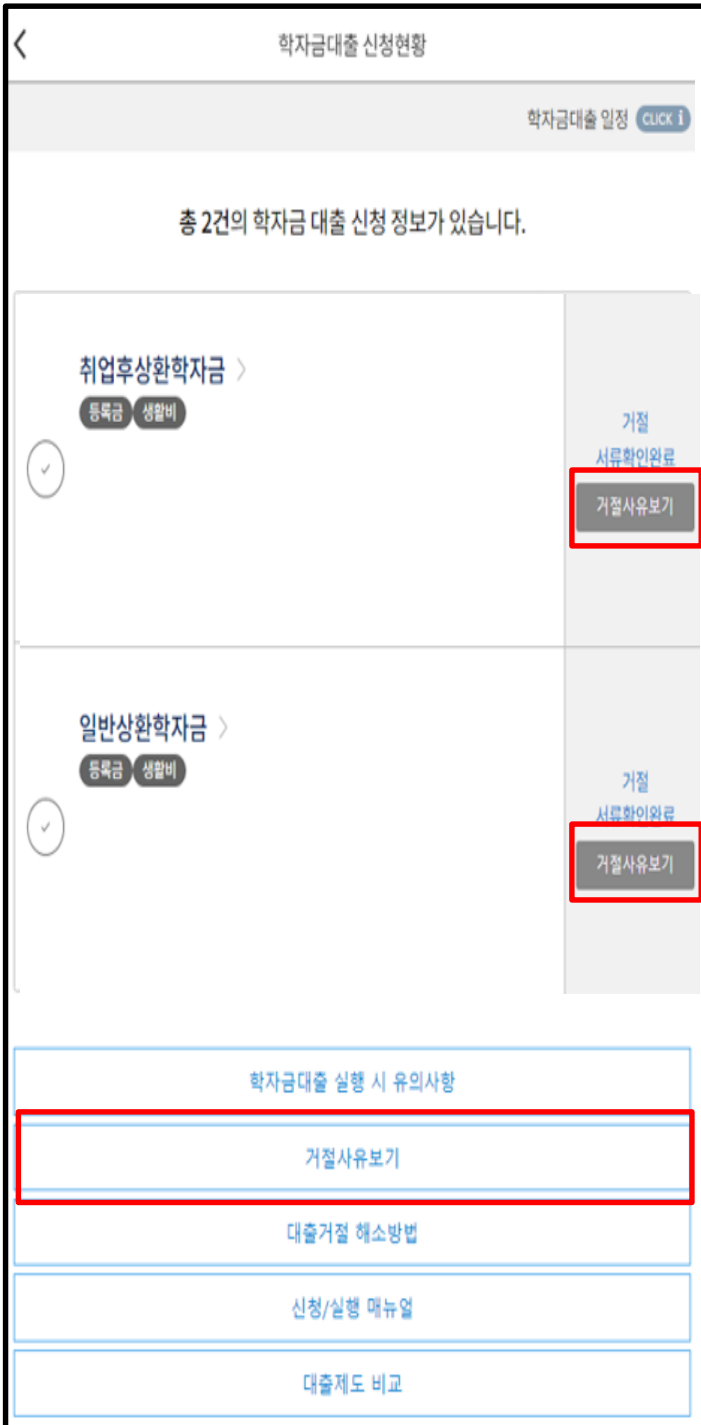 학자금대출 신청현황
학자금대출 일정 CLICK i
총 2건의 학자금 대출 신청 정보가 있습니다.
취업후상환학자금 >
등록금 생활비
거절
서류확인완료
거절사유보기
일반상환학자금 >
등록금 생활비
거절
서류확인완료
거절사유보기
학자금대출 실행 시 유의사항
거절사유보기
대출거절 해소방법
신청/실행 매뉴얼
대출제도 비교